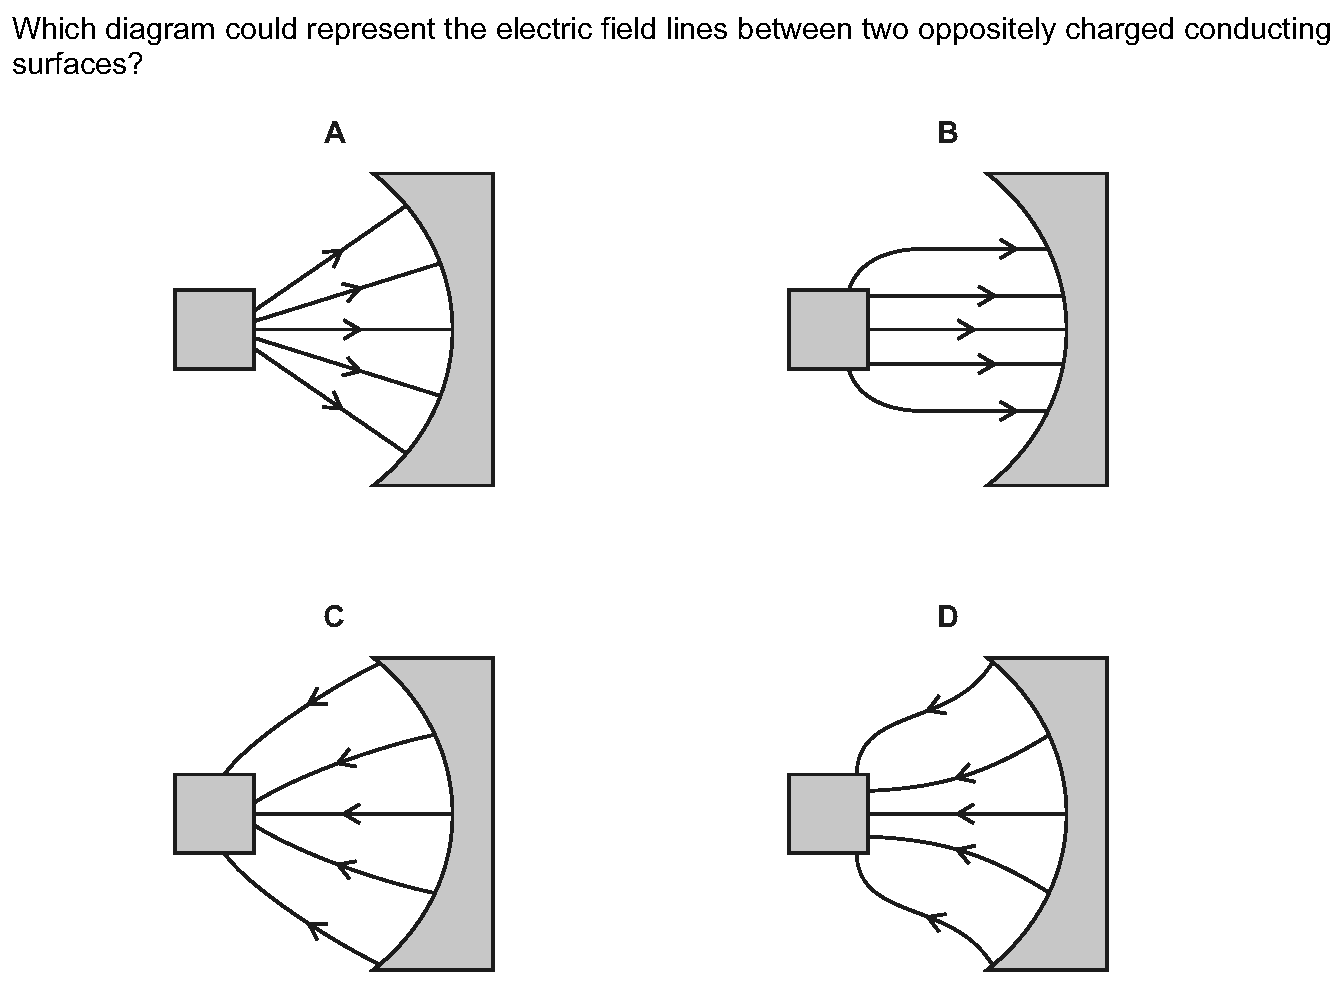 Which diagram could represent the electric field lines between two oppositely charged conducting
surfaces?
A
B
C
D